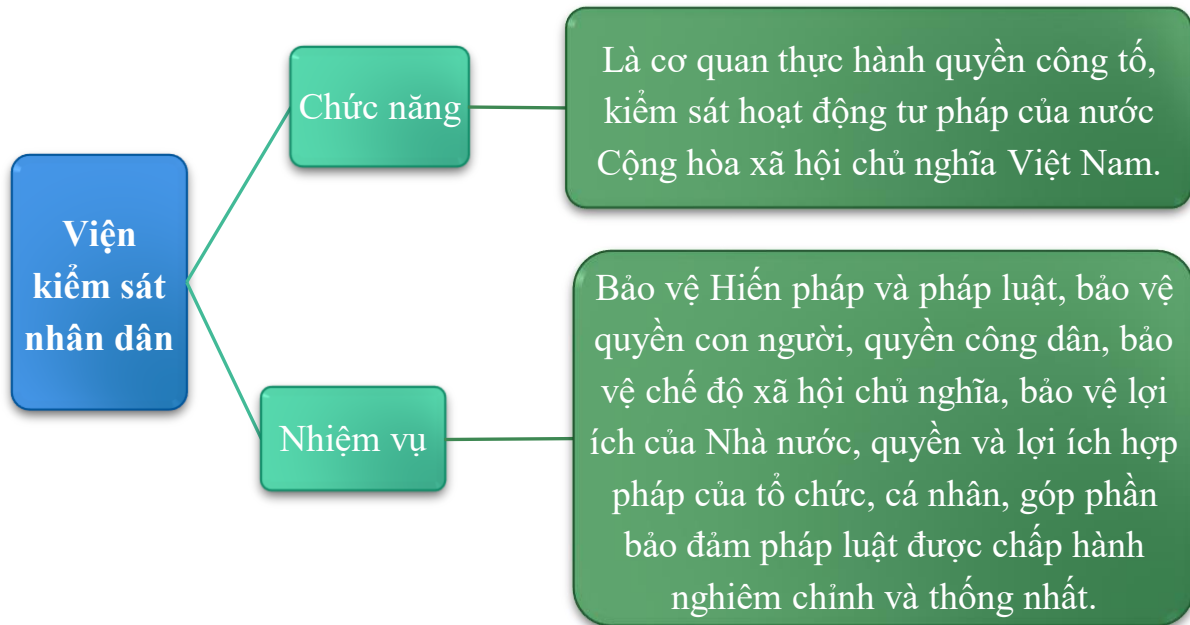 Viện
kiểm sát
nhân dân
Chức năng
Là cơ quan thực hành quyền công tố,
kiểm sát hoạt động tư pháp của nước
Cộng hòa xã hội chủ nghĩa Việt Nam.
Nhiệm vụ
Bảo vệ Hiến pháp và pháp luật, bảo vệ
quyền con người, quyền công dân, bảo
vệ chế độ xã hội chủ nghĩa, bảo vệ lợi
ích của Nhà nước, quyền và lợi ích hợp
pháp của tổ chức, cá nhân, góp phần
bảo đảm pháp luật được chấp hành
nghiêm chỉnh và thống nhất.